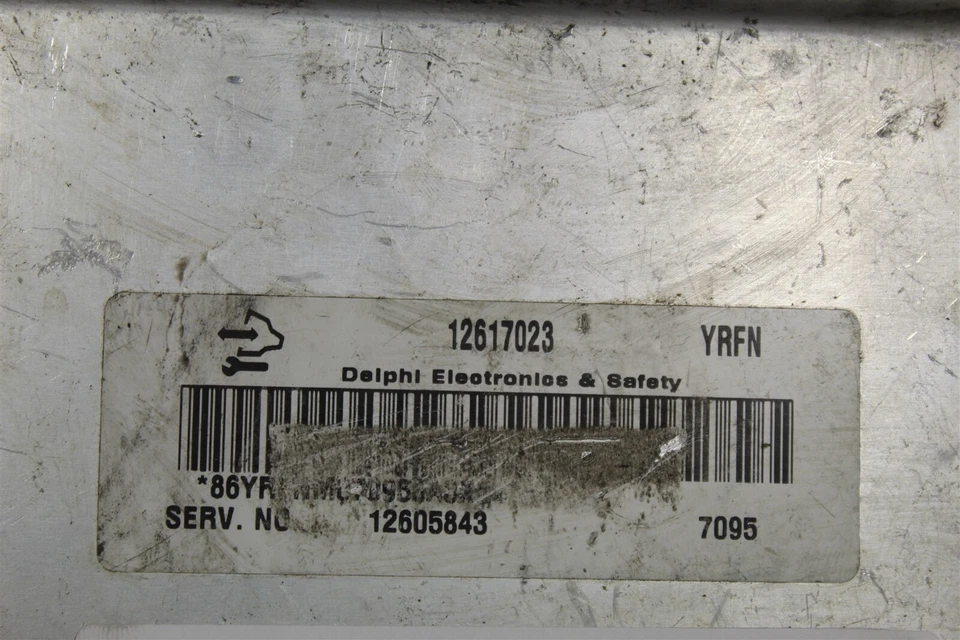 12617023 YRFN
Delphi Electronics & Safety
SERV. NO 12605843 7095